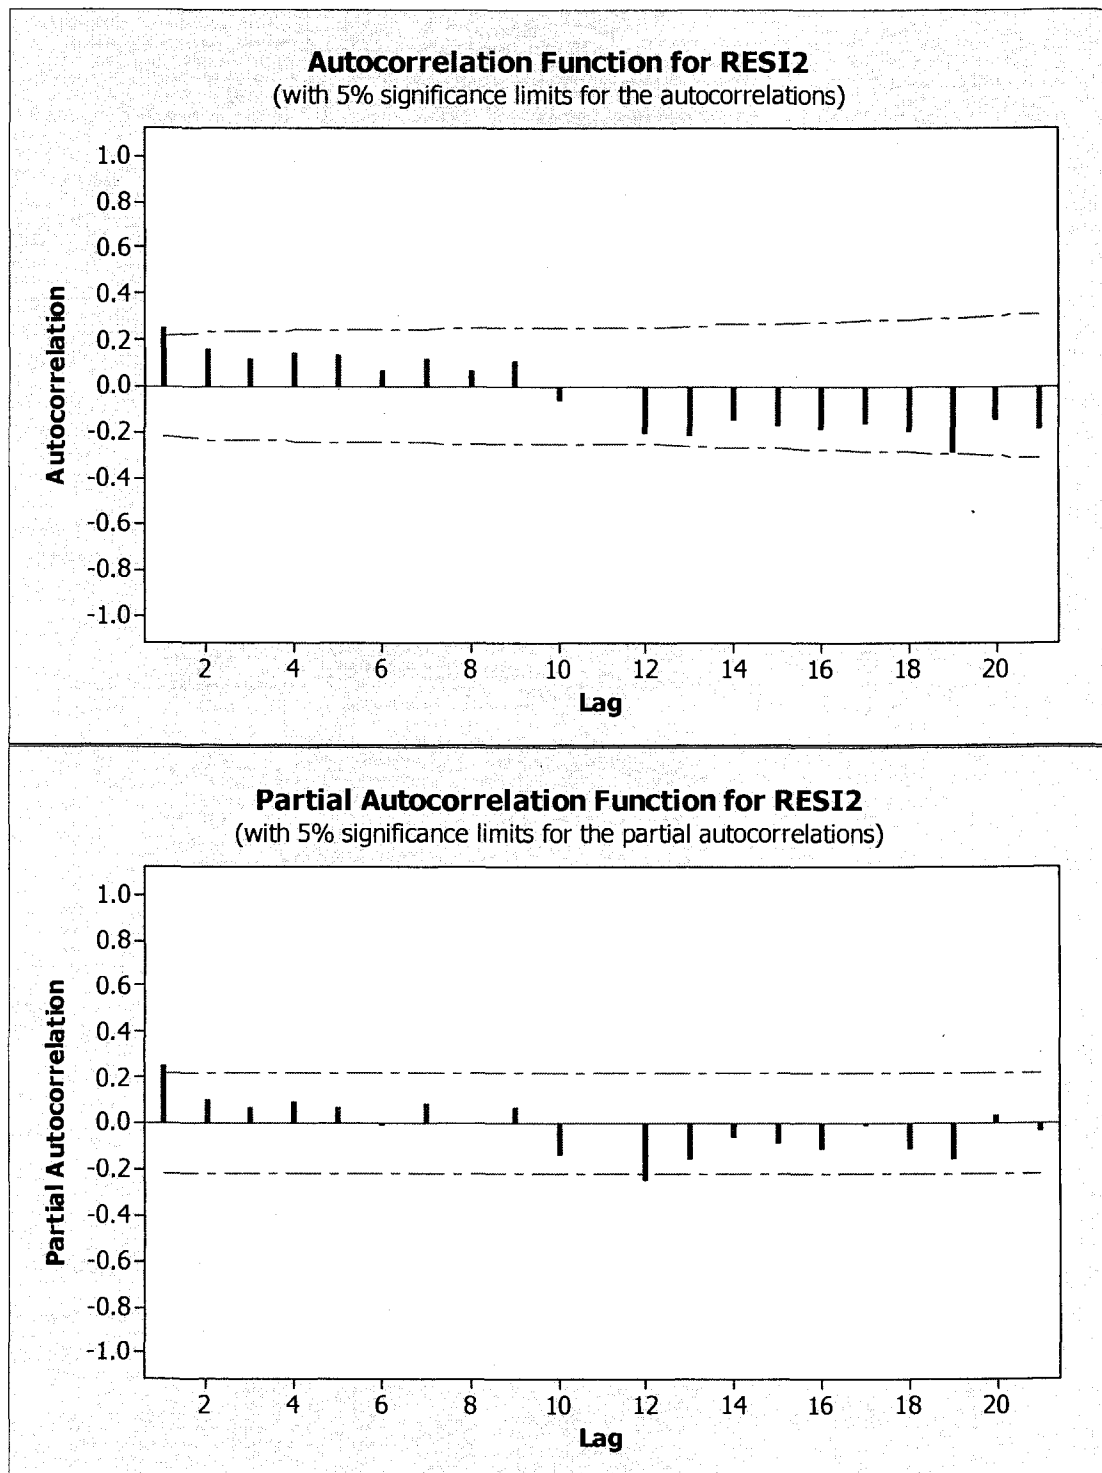 Autocorrelation Function for RESI2
(with 5% significance limits for the autocorrelations)
1.0
0.8
0.6
0.4
0.2
0.0
-0.2
-0.4
-0.6
-0.8
-1.0
Autocorrelation
2 4 6 8 10 12 14 16 18 20
Lag
Partial Autocorrelation Function for RESI2
(with 5% significance limits for the partial autocorrelations)
1.0
0.8
0.6
0.4
0.2
0.0
-0.2
-0.4
-0.6
-0.8
-1.0
Partial Autocorrelation
2 4 6 8 10 12 14 16 18 20
Lag